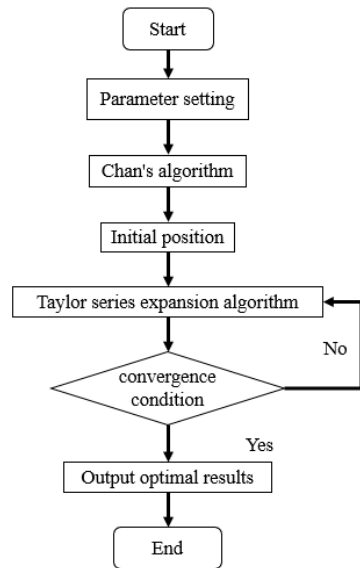 Start
Parameter setting
Chan's algorithm
Initial position
Taylor series expansion algorithm
No
convergence
condition
Yes
Output optimal results
End